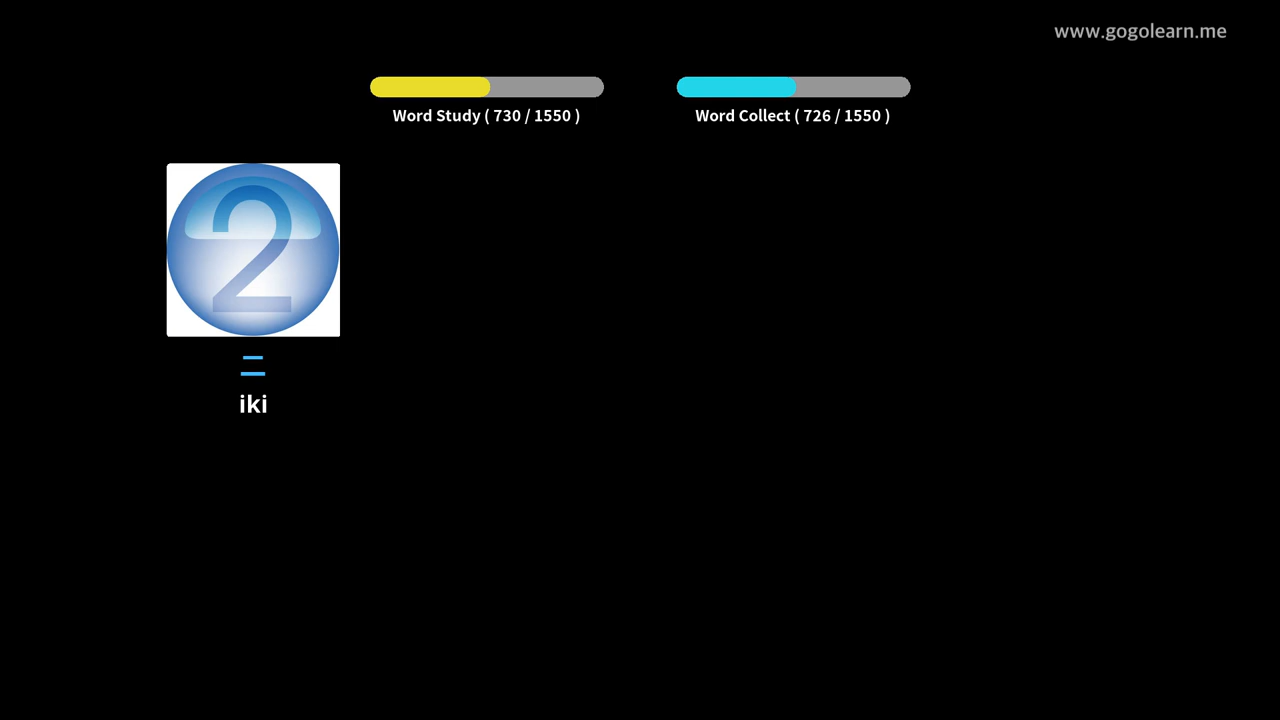 www.gogolearn.me
Word Study ( 730 / 1550 )
Word Collect ( 726 / 1550 )
2
二
iki